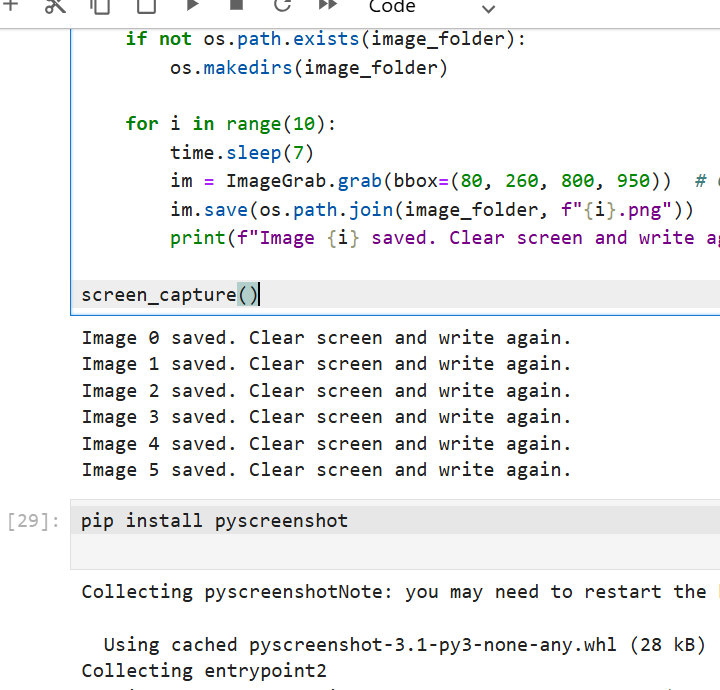 Code
if not os.path.exists(image_folder):
os.makedirs(image_folder)
for i in range(10):
time.sleep(7)
im = ImageGrab.grab(bbox=(80, 260, 800, 950))  #
im.save(os.path.join(image_folder, f"{i}.png"))
print(f"Image {i} saved. Clear screen and write
screen_capture()
Image 0 saved. Clear screen and write again.
Image 1 saved. Clear screen and write again.
Image 2 saved. Clear screen and write again.
Image 3 saved. Clear screen and write again.
Image 4 saved. Clear screen and write again.
Image 5 saved. Clear screen and write again.
[29]: pip install pyscreenshot
Collecting pyscreenshotNote: you may need to restart the
Using cached pyscreenshot-3.1-py3-none-any.whl (28 kB)
Collecting entrypoint2